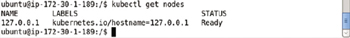 ubuntu@ip-172-30-1-189:/$ kubectl get nodes
NAME LABELS STATUS
127.0.0.1 kubernetes.io/hostname=127.0.0.1 Ready
ubuntu@ip-172-30-1-189:/$